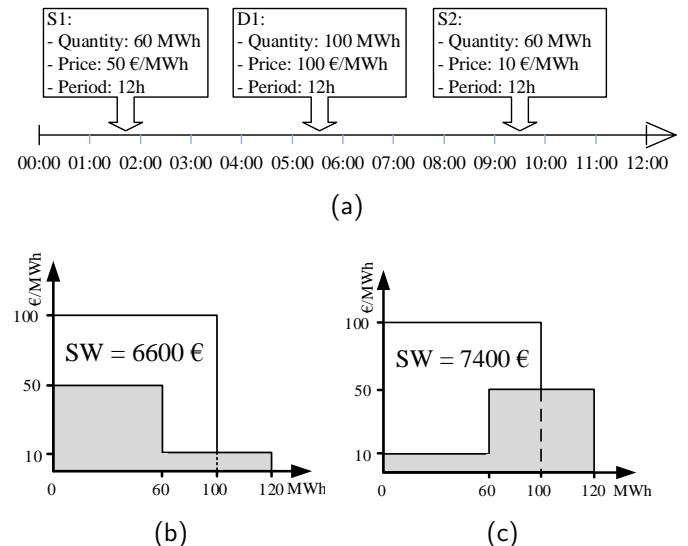 S1:
- Quantity: 60 MWh
- Price: 50 €/MWh
- Period: 12h
D1:
- Quantity: 100 MWh
- Price: 100 €/MWh
- Period: 12h
S2:
- Quantity: 60 MWh
- Price: 10 €/MWh
- Period: 12h
00:00 01:00 02:00 03:00 04:00 05:00 06:00 07:00 08:00 09:00 10:00 11:00 12:00
(a)
€/MWh
100
SW = 6600 €
50
10
0 60 100 120 MWh
(b)
€/MWh
100
SW = 7400 €
50
10
0 60 100 120 MWh
(c)